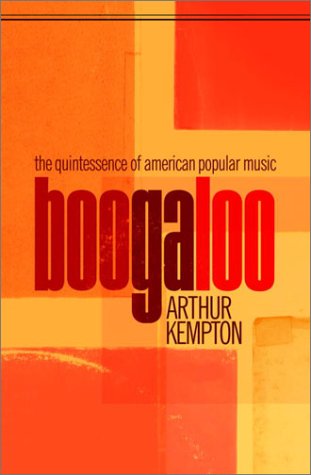 the quintessence of american popular music
boogaloo
ARTHUR
KEMPTON